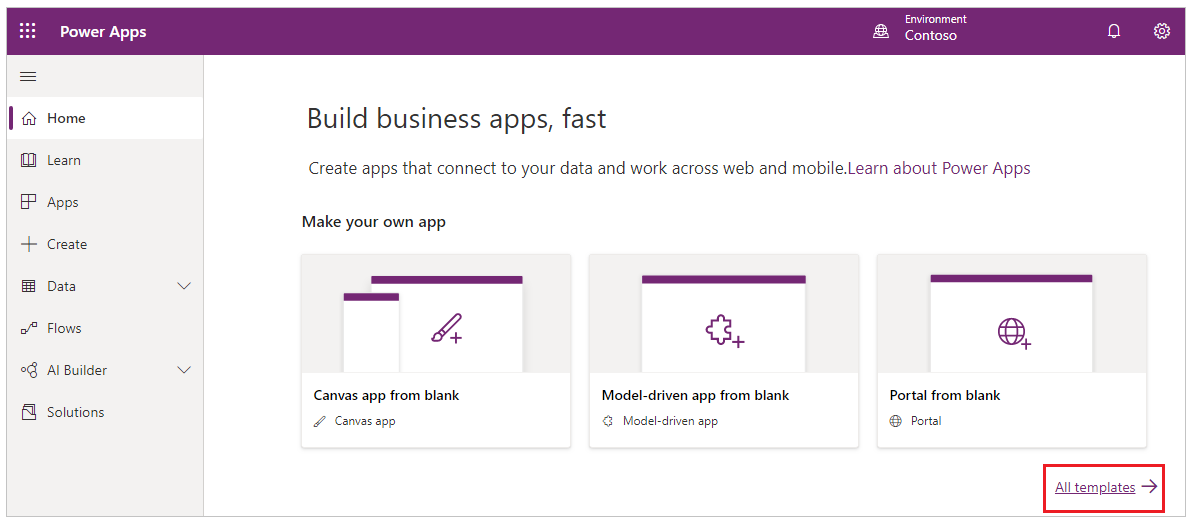 Power Apps
Environment
Contoso
Home
Learn
Apps
Create
Data
Flows
AI Builder
Solutions
Build business apps, fast
Create apps that connect to your data and work across web and mobile.Learn about Power Apps
Make your own app
Canvas app from blank
Canvas app
Model-driven app from blank
Model-driven app
Portal from blank
Portal
All templates